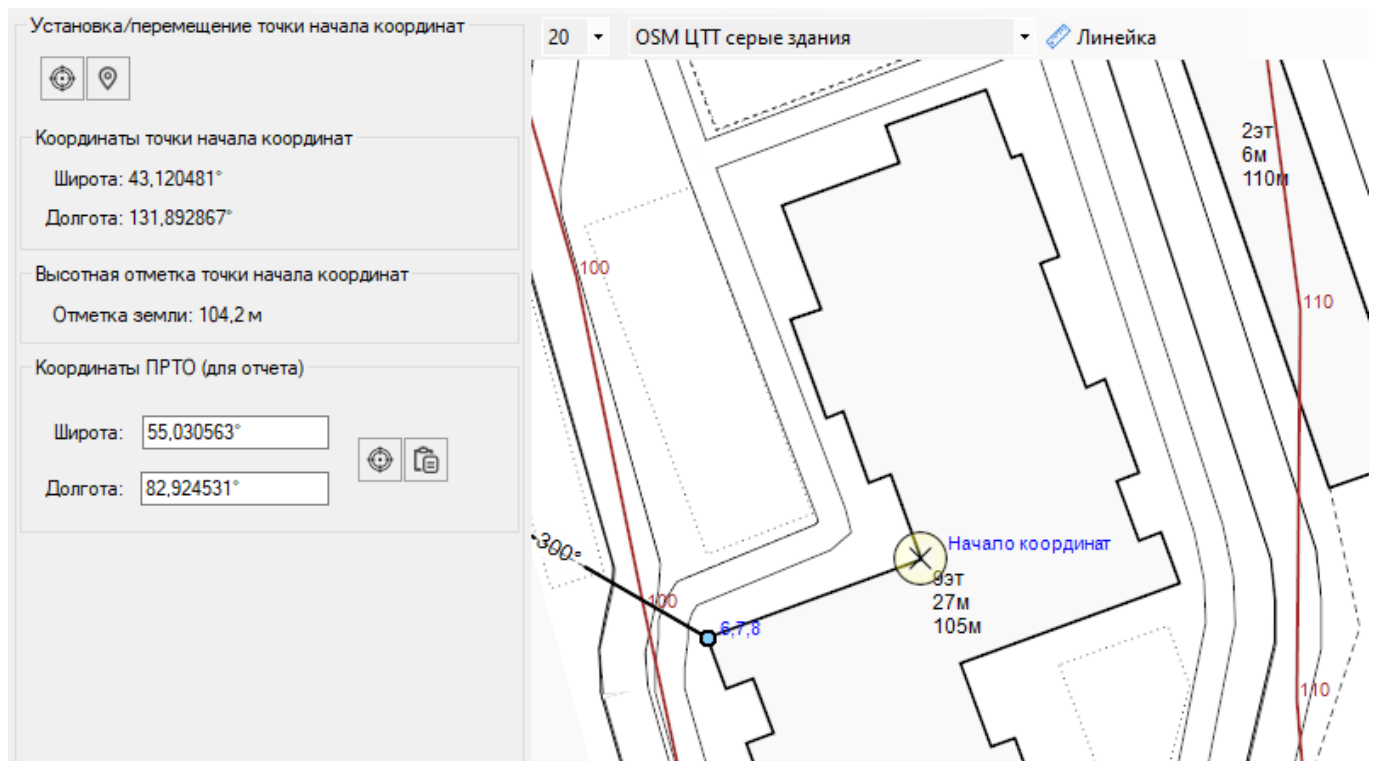 Установка/перемещение точки начала координат
Координаты точки начала координат
Широта: 43,120481°
Долгота: 131,892867°
Высотная отметка точки начала координат
Отметка земли: 104,2 м
Координаты ПРТО (для отчета)
Широта: 55,030563°
Долгота: 82,924531°
20 OSM ЦТТ серые здания Линейка
2эт
6м
110м
100
110
Начало координат
300°
9эт
27м
105м
100
6,7,8
110